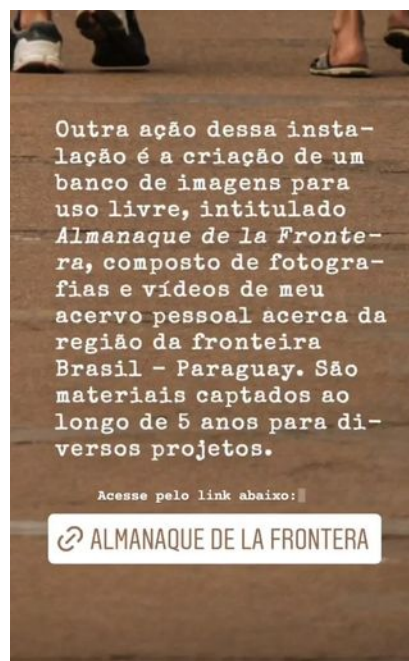 Outra ação dessa insta-
lação é a criação de um
banco de imagens para
uso livre, intitulado
Almanaque de la Fronte-
ra, composto de fotogra-
fias e vídeos de meu
acervo pessoal acerca da
região da fronteira
Brasil - Paraguay. São
materiais captados ao
longo de 5 anos para di-
versos projetos.
Acesse pelo link abaixo:
ALMANAQUE DE LA FRONTERA